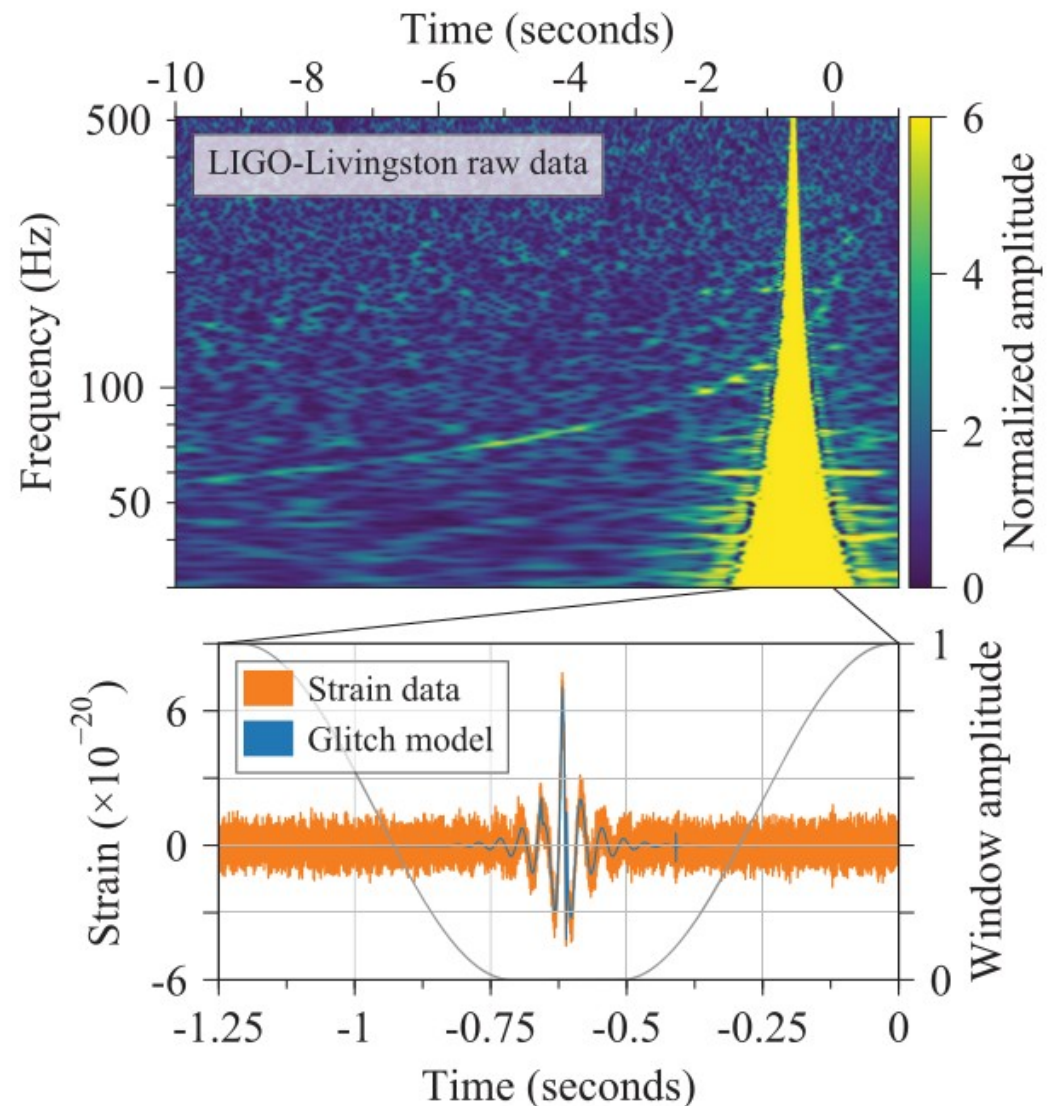 Time (seconds)
-10 -8 -6 -4 -2 0
500
100
50
Frequency (Hz)
LIGO-Livingston raw data
6
4
2
0
Normalized amplitude
Strain data
Glitch model
6
0
-6
Strain (×10⁻²⁰)
1
0
Window amplitude
-1.25 -1 -0.75 -0.5 -0.25 0
Time (seconds)